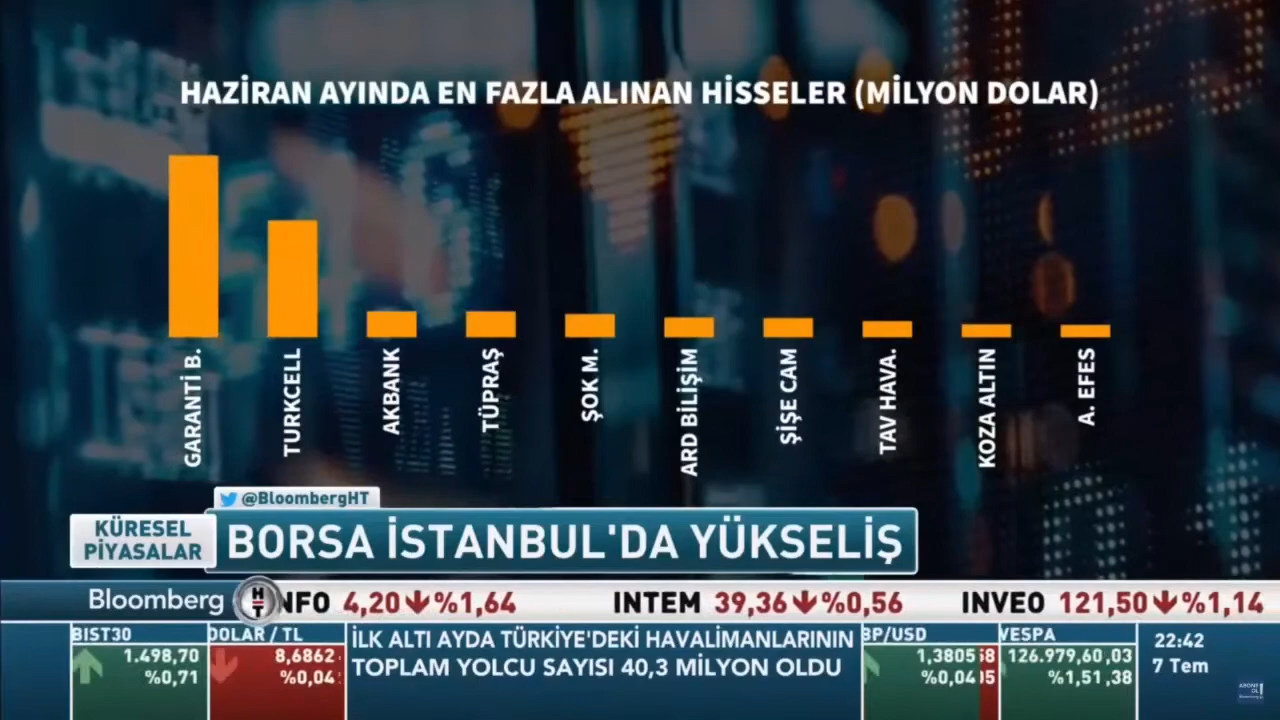 HAZİRAN AYINDA EN FAZLA ALINAN HİSSELER (MİLYON DOLAR)
GARANTİ B.
TURKCELL
AKBANK
TÜPRAŞ
ŞOK M.
ARD BİLİŞİM
ŞİŞE CAM
TAV HAVA.
KOZA ALTIN
A. EFES
@BloombergHT
KÜRESEL
PİYASALAR
BORSA İSTANBUL'DA YÜKSELİŞ
Bloomberg HT
NFO 4,20 %1,64 INTEM 39,36 %0,56 INVEO 121,50 %1,14
BIST30
1.498,70
%0,71
DOLAR / TL
8,6862
%0,04
İLK ALTI AYDA TÜRKİYE'DEKİ HAVALİMANLARININ
TOPLAM YOLCU SAYISI 40,3 MİLYON OLDU
BP/USD
1,3805
%0,04
VESPA
126.979,60,03
%1,51,38
22:42
7 Tem
ABONE
OL